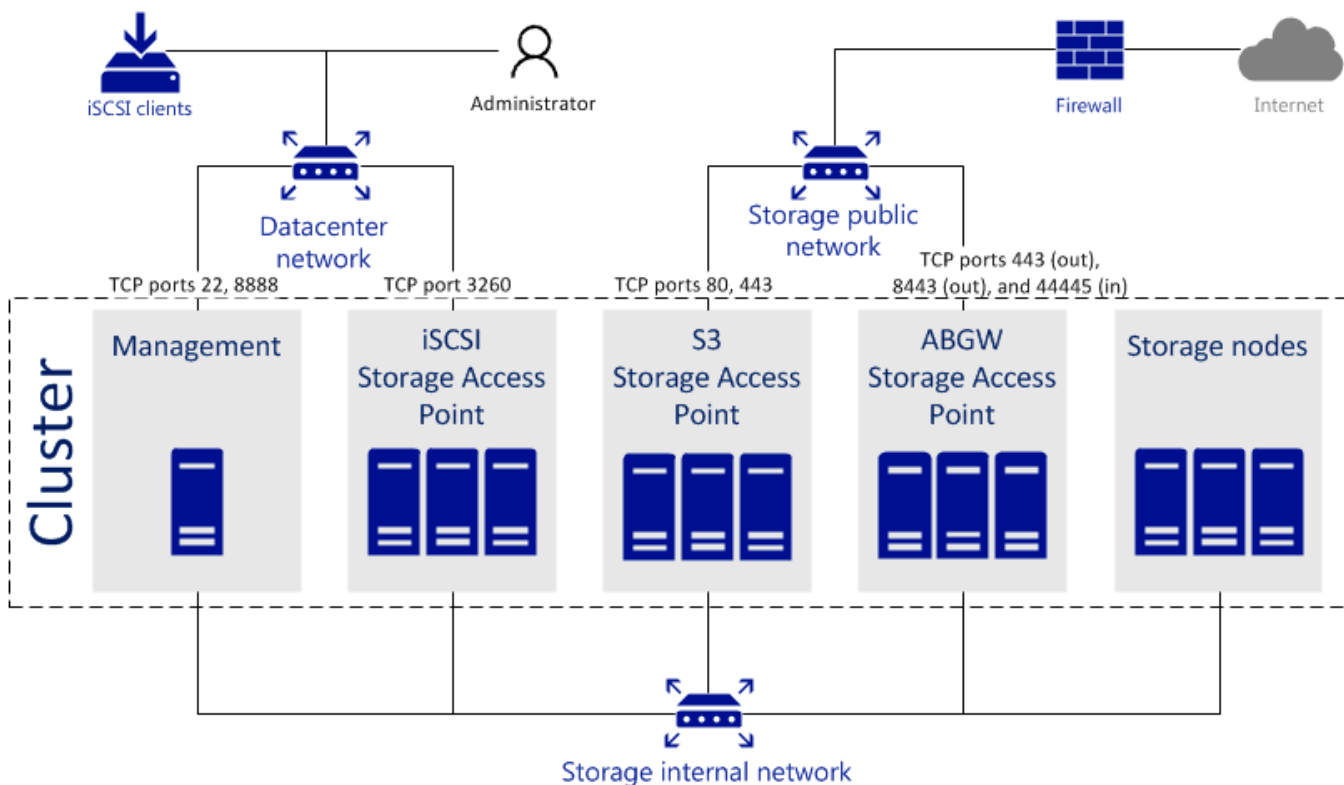 iSCSI clients
Administrator
Firewall
Internet
Datacenter
network
Storage public
network
TCP ports 22, 8888
TCP port 3260
TCP ports 80, 443
TCP ports 443 (out),
8443 (out), and 44445 (in)
Cluster
Management
iSCSI
Storage Access
Point
S3
Storage Access
Point
ABGW
Storage Access
Point
Storage nodes
Storage internal network